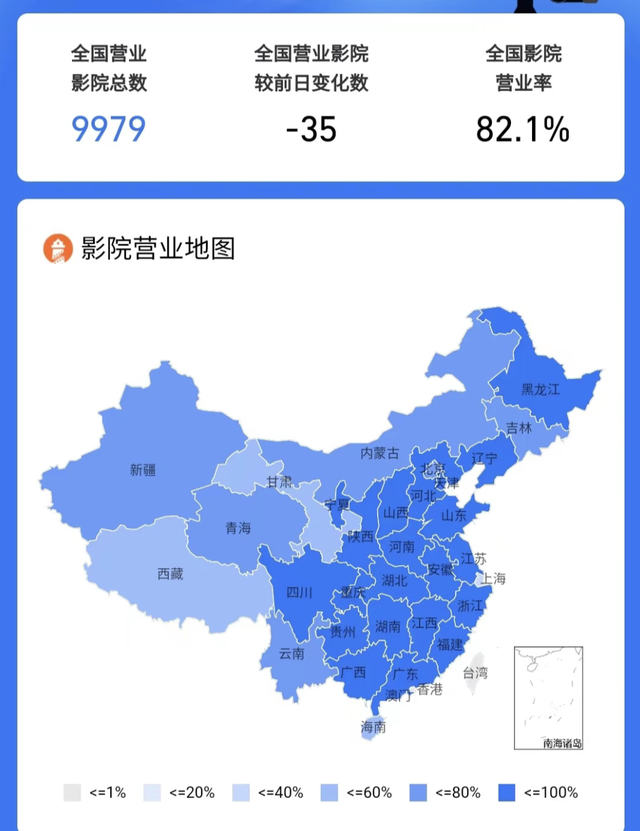 全国营业
影院总数
9979
全国营业影院
较前日变化数
-35
全国影院
营业率
82.1%
影院营业地图
黑龙江
吉林
辽宁
内蒙古
北京
天津
河北
新疆
甘肃
宁夏
山西
山东
青海
陕西
河南
江苏
安徽
上海
西藏
四川
重庆
湖北
浙江
贵州
湖南
江西
福建
云南
广西
广东
台湾
香港
澳门
海南
南海诸岛
<=1%
<=20%
<=40%
<=60%
<=80%
<=100%